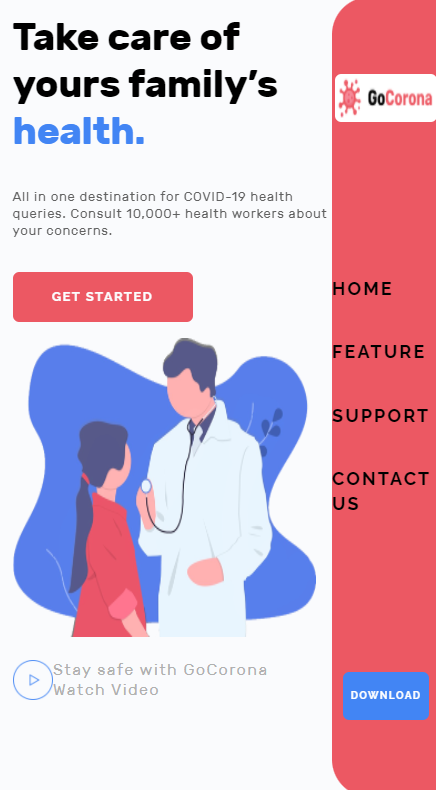 Take care of
yours family’s
health.
All in one destination for COVID-19 health
queries. Consult 10,000+ health workers about
your concerns.
GET STARTED
Stay safe with GoCorona
Watch Video
GoCorona
HOME
FEATURE
SUPPORT
CONTACT
US
DOWNLOAD